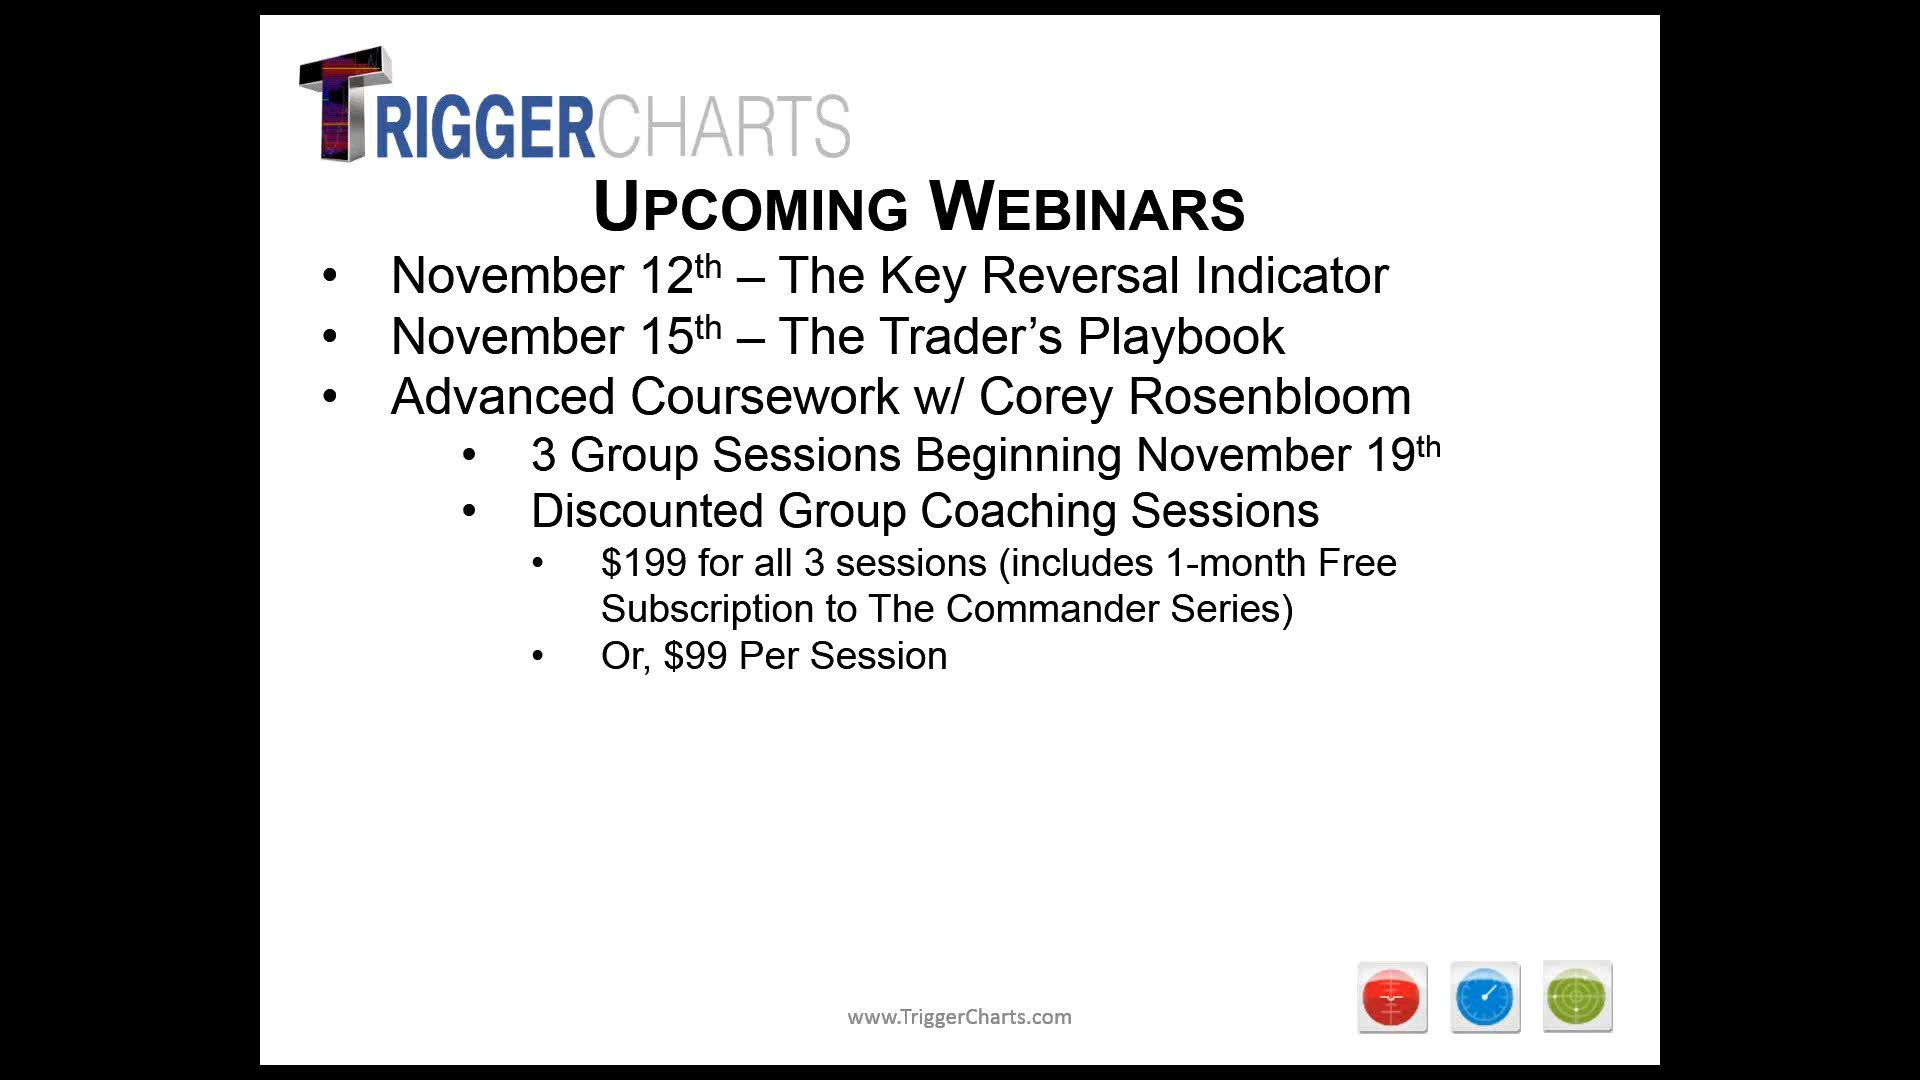 TRIGGERCHARTS
UPCOMING WEBINARS
• November 12th – The Key Reversal Indicator
• November 15th – The Trader’s Playbook
• Advanced Coursework w/ Corey Rosenbloom
• 3 Group Sessions Beginning November 19th
• Discounted Group Coaching Sessions
• $199 for all 3 sessions (includes 1-month Free
Subscription to The Commander Series)
• Or, $99 Per Session
www.TriggerCharts.com